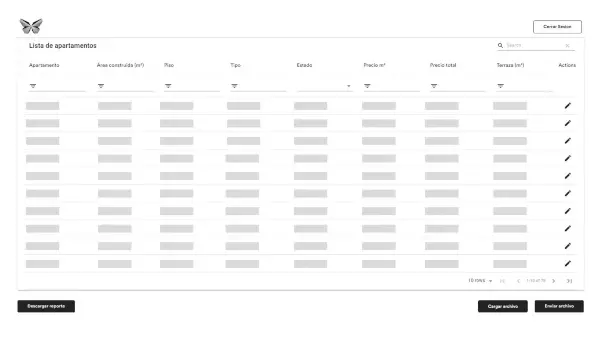 Cerrar Sesion
Lista de apartamentos
Search
Apartamento Área construida (m²) Piso Tipo Estado Precio m² Precio total Terraza (m²) Actions
10 rows
Descargar reporte Cargar archivo Enviar archivo